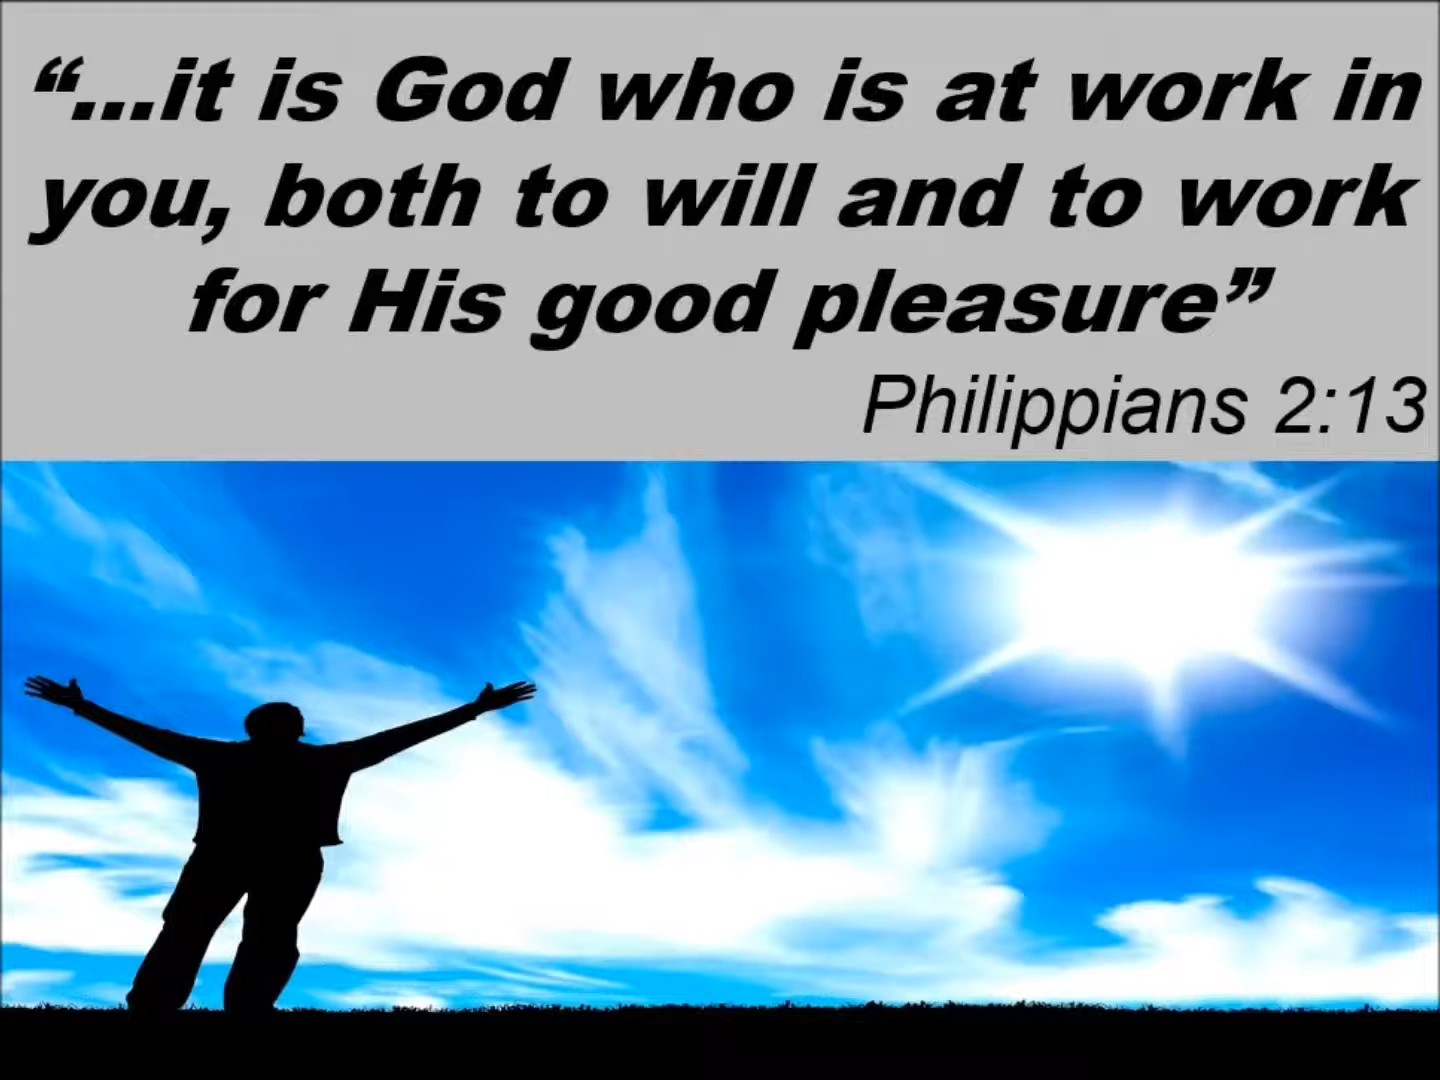 “...it is God who is at work in
you, both to will and to work
for His good pleasure”
Philippians 2:13